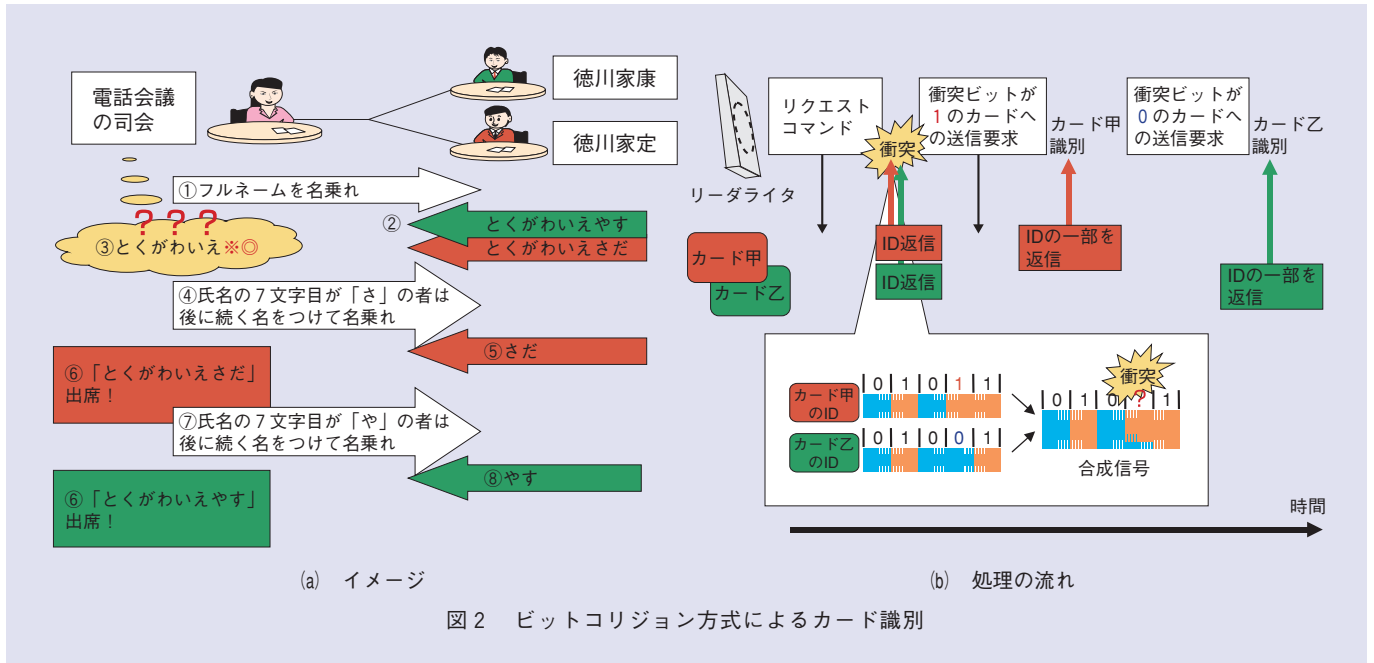 電話会議
の司会
徳川家康
徳川家定
①フルネームを名乗れ
②
とくがわいえやす
とくがわいえさだ
? ? ?
③とくがわいえ※◎
④氏名の7文字目が「さ」の者は
後に続く名をつけて名乗れ
⑤さだ
⑥「とくがわいえさだ」
出席！
⑦氏名の7文字目が「や」の者は
後に続く名をつけて名乗れ
⑧やす
⑥「とくがわいえやす」
出席！
(a) イメージ
リーダライタ
リクエスト
コマンド
衝突
衝突ビットが
1のカードへ
の送信要求
カード甲
識別
衝突ビットが
0のカードへ
の送信要求
カード乙
識別
カード甲
カード乙
ID返信
ID返信
IDの一部を
返信
IDの一部を
返信
カード甲
のID
0 1 0 1 1
カード乙
のID
0 1 0 0 1
衝突
0 1 0 ? 1
合成信号
時間
(b) 処理の流れ
図2 ビットコリジョン方式によるカード識別